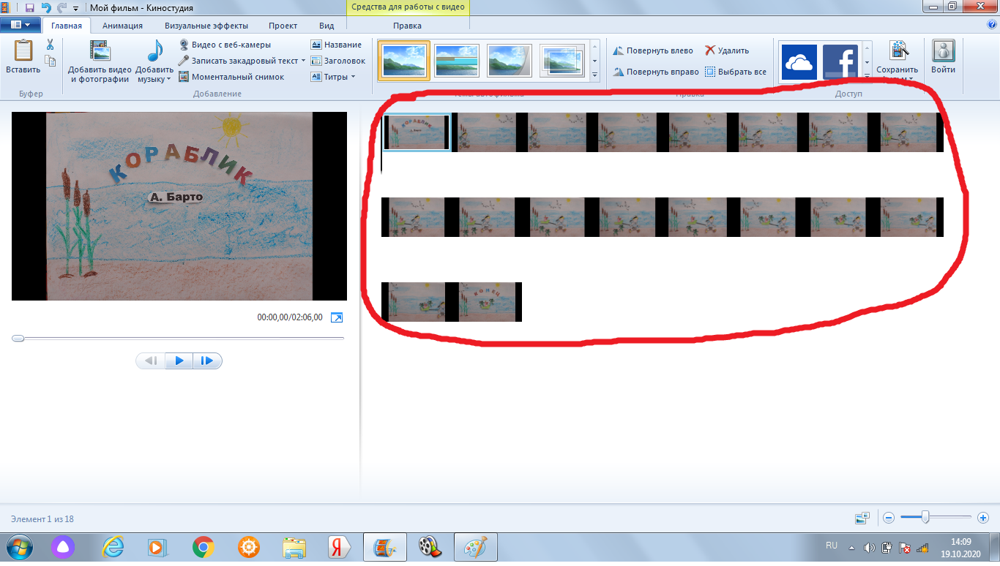 Мой фильм - Киностудия
Средства для работы с видео
Главная
Анимация
Визуальные эффекты
Проект
Вид
Правка
Вставить
Добавить видео и фотографии
Добавить музыку
Видео с веб-камеры
Записать закадровый текст
Моментальный снимок
Название
Заголовок
Титры
Повернуть влево
Повернуть вправо
Удалить
Выбрать все
Сохранить
Войти
Буфер
Добавление
Правка
Доступ
КОРАБЛИК
А. Барто
КОРАБЛИК
А. Барто
КОНЕЦ
00:00,00/02:06,00
Элемент 1 из 18
RU
14:09
19.10.2020